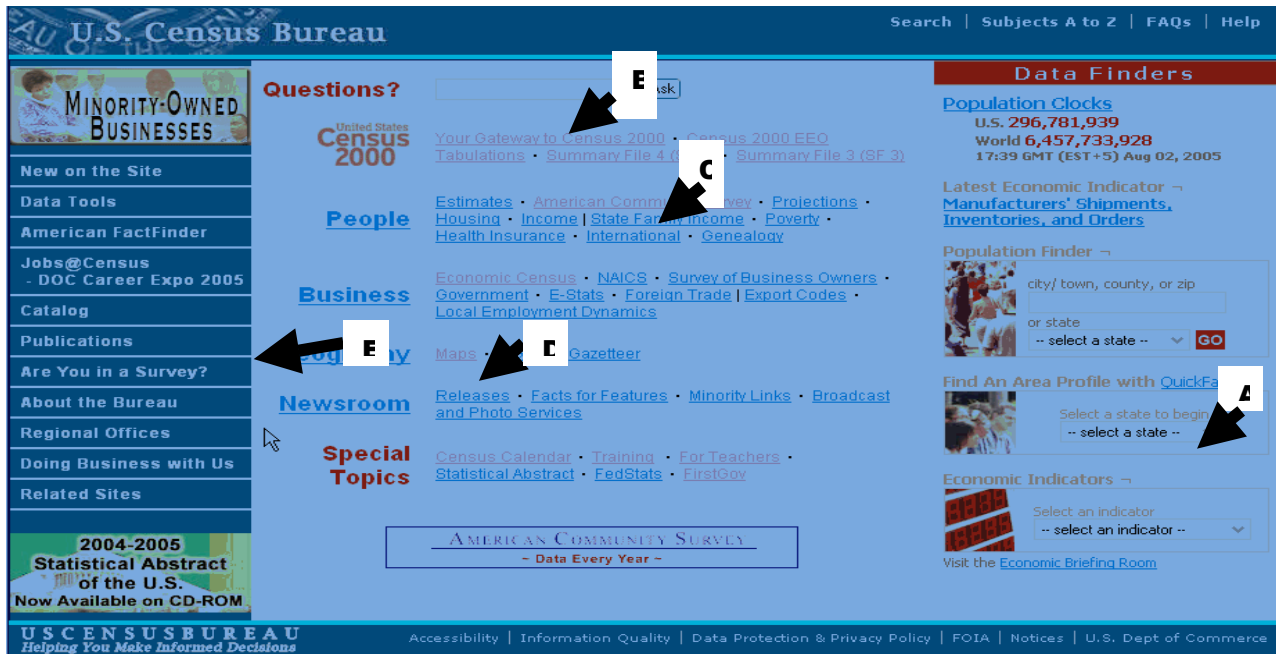 U.S. Census Bureau
Search | Subjects A to Z | FAQs | Help
MINORITY-OWNED
BUSINESSES
New on the Site
Data Tools
American FactFinder
Jobs@Census
- DOC Career Expo 2005
Catalog
Publications
Are You in a Survey?
About the Bureau
Regional Offices
Doing Business with Us
Related Sites
2004-2005
Statistical Abstract
of the U.S.
Now Available on CD-ROM
Questions?
United States
Census
2000
Your Gateway to Census 2000 · Census 2000 EEO
Tabulations · Summary File 4 · Summary File 3 (SF 3)
People
Estimates · American · Projections ·
Housing · Income | State Family Income · Poverty ·
Health Insurance · International · Genealogy
Business
Economic Census · NAICS · Survey of Business Owners ·
Government · E-Stats · Foreign Trade | Export Codes ·
Local Employment Dynamics
Maps · Gazetteer
Newsroom
Releases · Facts for Features · Minority Links · Broadcast
and Photo Services
Special
Topics
Census Calendar · Training · For Teachers ·
Statistical Abstract · FedStats · FirstGov
AMERICAN COMMUNITY SURVEY
~ Data Every Year ~
C
D
Data Finders
Population Clocks
U.S. 296,781,939
World 6,457,733,928
17:39 GMT (EST+5) Aug 02, 2005
Latest Economic Indicator ¬
Manufacturers' Shipments,
Inventories, and Orders
Population Finder ¬
city/ town, county, or zip
or state
-- select a state --
GO
Find An Area Profile with
Select a state to begin
-- select a state --
A
Economic Indicators ¬
Select an indicator
-- select an indicator --
Visit the Economic Briefing Room
USCENSUSBUREAU
Helping You Make Informed Decisions
Accessibility | Information Quality | Data Protection & Privacy Policy | FOIA | Notices | U.S. Dept of Commerce